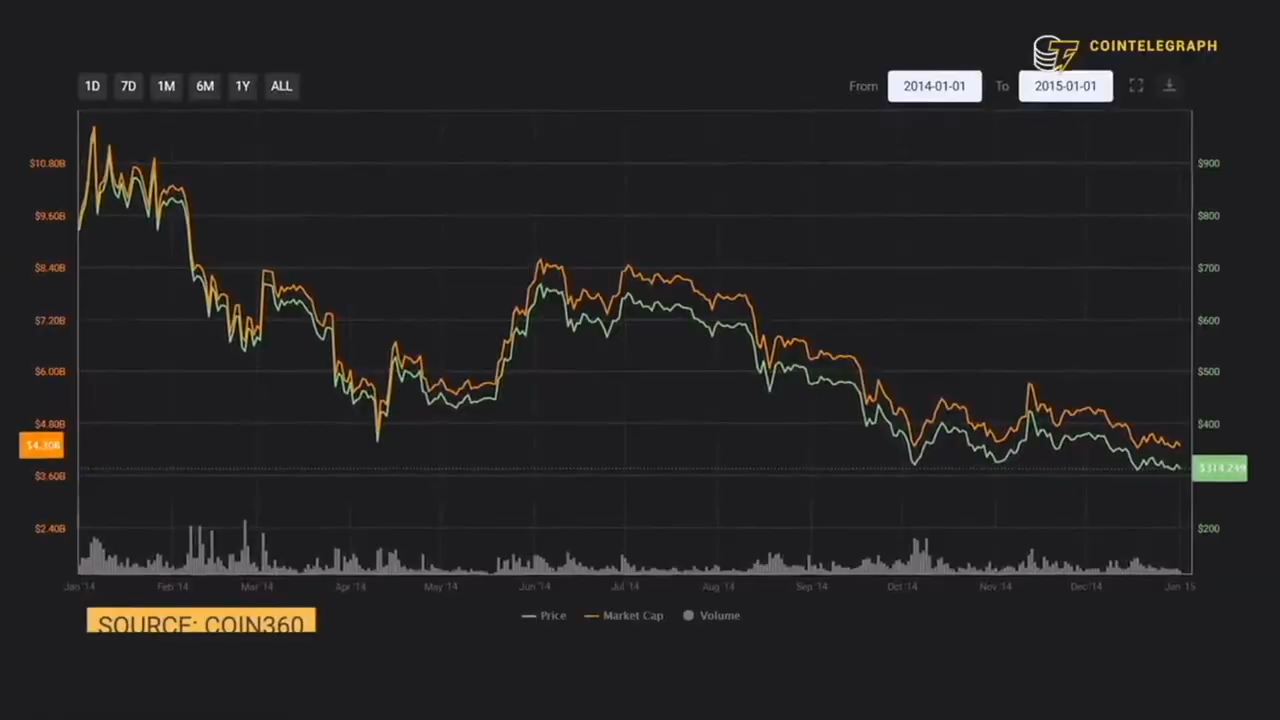 COINTELEGRAPH
1D 7D 1M 6M 1Y ALL From 2014-01-01 To 2015-01-01
$10.80B $900
$9.60B $800
$8.40B $700
$7.20B $600
$6.00B $500
$4.80B $400
$4.30B
$314.249
$3.60B
$2.40B $200
Jan '14 Feb '14 Mar '14 Apr '14 May '14 Jun '14 Jul '14 Aug '14 Sep '14 Oct '14 Nov '14 Dec '14 Jan '15
SOURCE: COIN360
Price Market Cap Volume